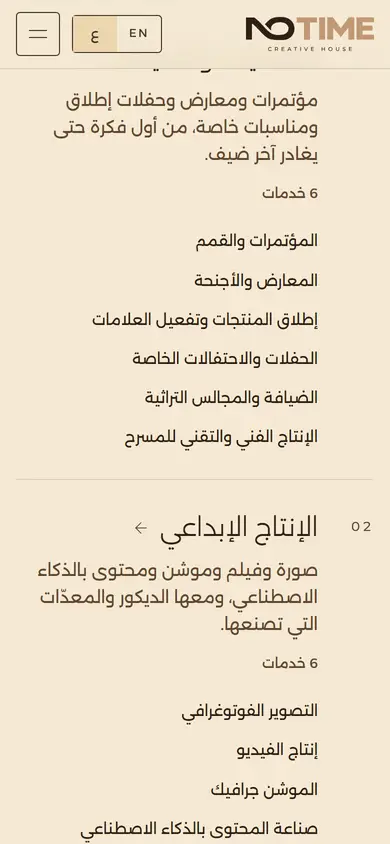 NOTIME
CREATIVE HOUSE
EN
ع
مؤتمرات ومعارض وحفلات إطلاق
ومناسبات خاصة، من أول فكرة حتى
يغادر آخر ضيف.
6 خدمات
المؤتمرات والقمم
المعارض والأجنحة
إطلاق المنتجات وتفعيل العلامات
الحفلات والاحتفالات الخاصة
الضيافة والمجالس التراثية
الإنتاج الفني والتقني للمسرح
02
الإنتاج الإبداعي ←
صورة وفيلم وموشن ومحتوى بالذكاء
الاصطناعي، ومعها الديكور والمعدّات
التي تصنعها.
6 خدمات
التصوير الفوتوغرافي
إنتاج الفيديو
الموشن جرافيك
صناعة المحتوى بالذكاء الاصطناعي